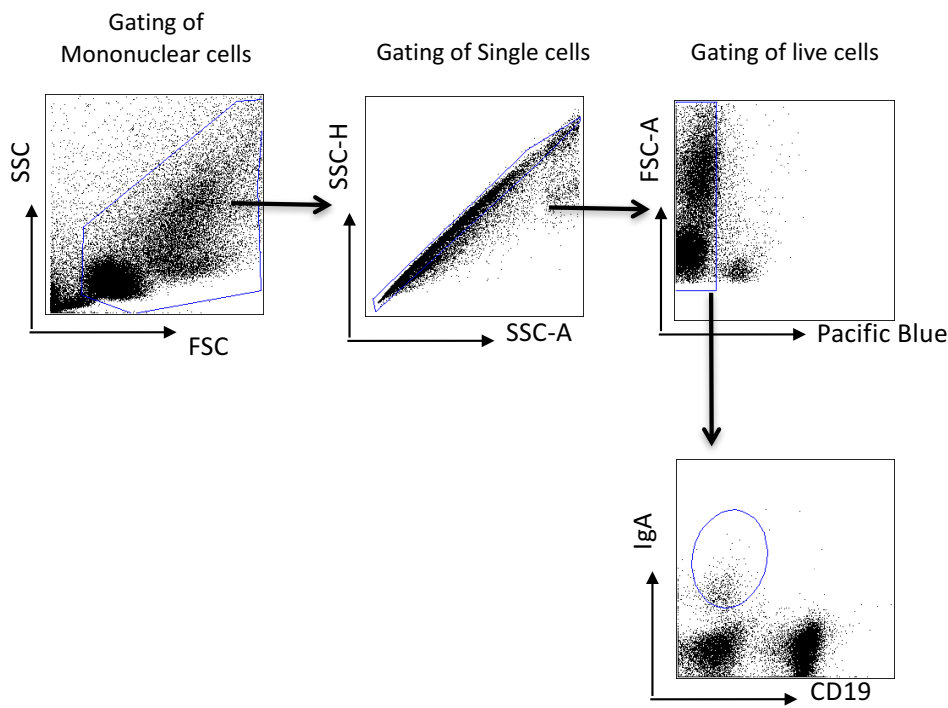 Gating of
Mononuclear cells
Gating of Single cells
Gating of live cells
SSC
FSC
SSC-H
SSC-A
FSC-A
Pacific Blue
IgA
CD19